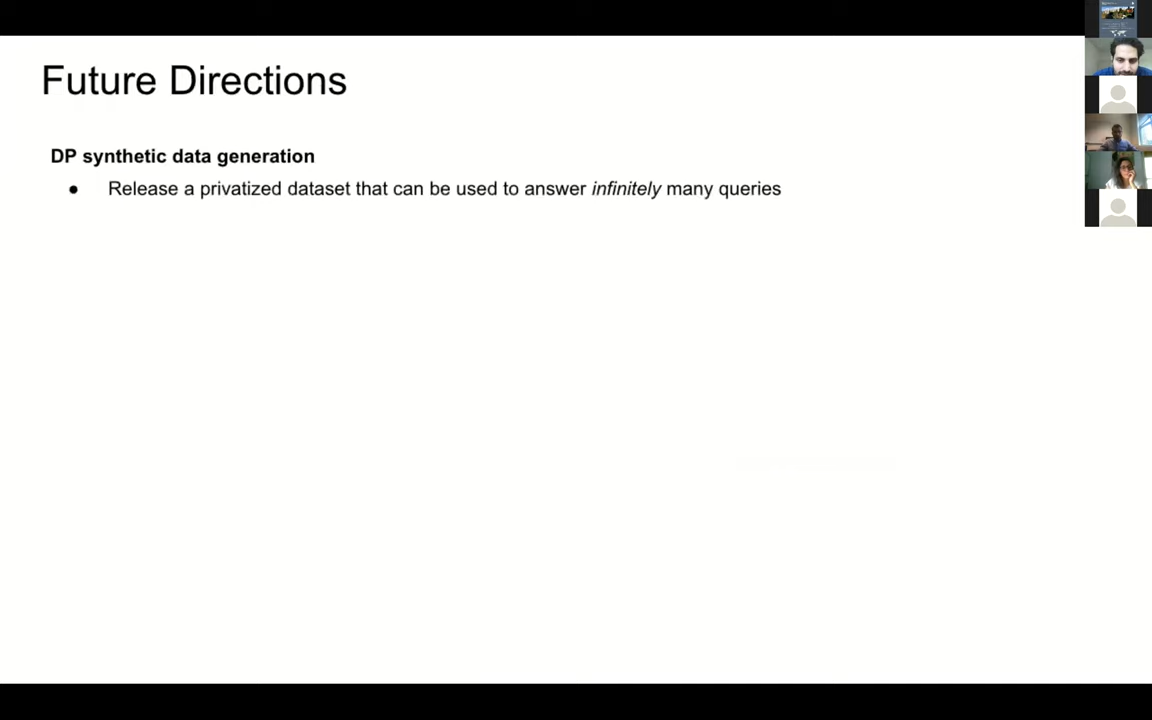 Future Directions
DP synthetic data generation
● Release a privatized dataset that can be used to answer infinitely many queries